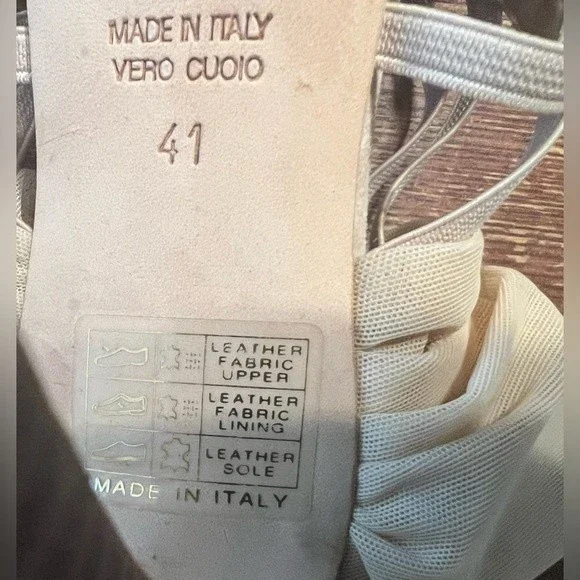 MADE IN ITALY
VERO CUOIO
41
LEATHER
FABRIC
UPPER
LEATHER
FABRIC
LINING
LEATHER
SOLE
MADE IN ITALY